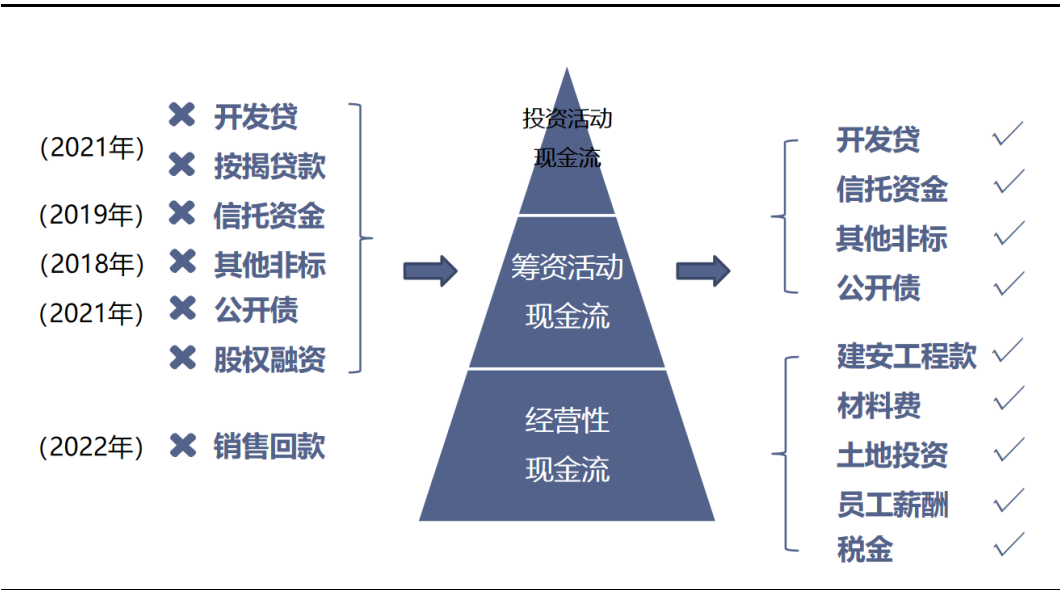 (2021年)
开发贷
按揭贷款
(2019年)
信托资金
(2018年)
其他非标
(2021年)
公开债
股权融资
(2022年)
销售回款
投资活动
现金流
筹资活动
现金流
经营性
现金流
开发贷
信托资金
其他非标
公开债
建安工程款
材料费
土地投资
员工薪酬
税金